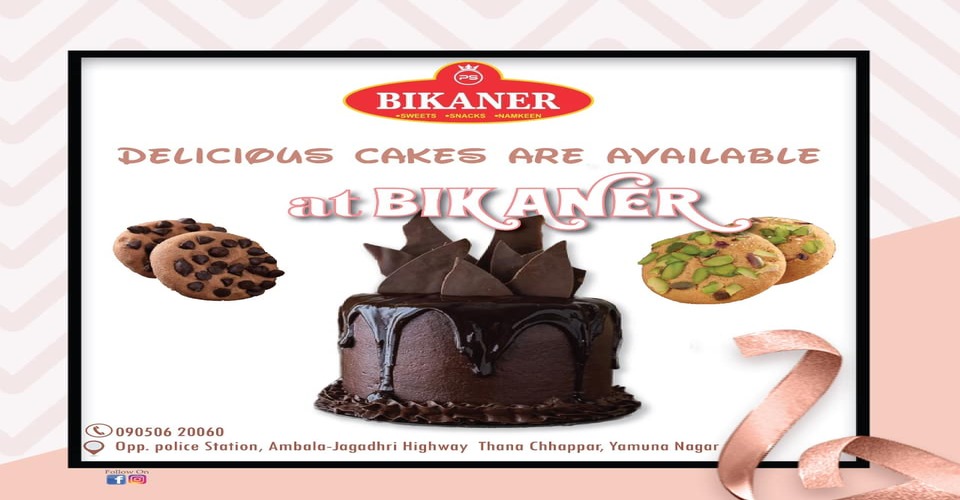 PS
BIKANER
•SWEETS •SNACKS •NAMKEEN
DELICIOUS CAKES ARE AVAILABLE
at BIKANER
090506 20060
Opp. police Station, Ambala-Jagadhri Highway Thana Chhappar, Yamuna Nagar
Follow On